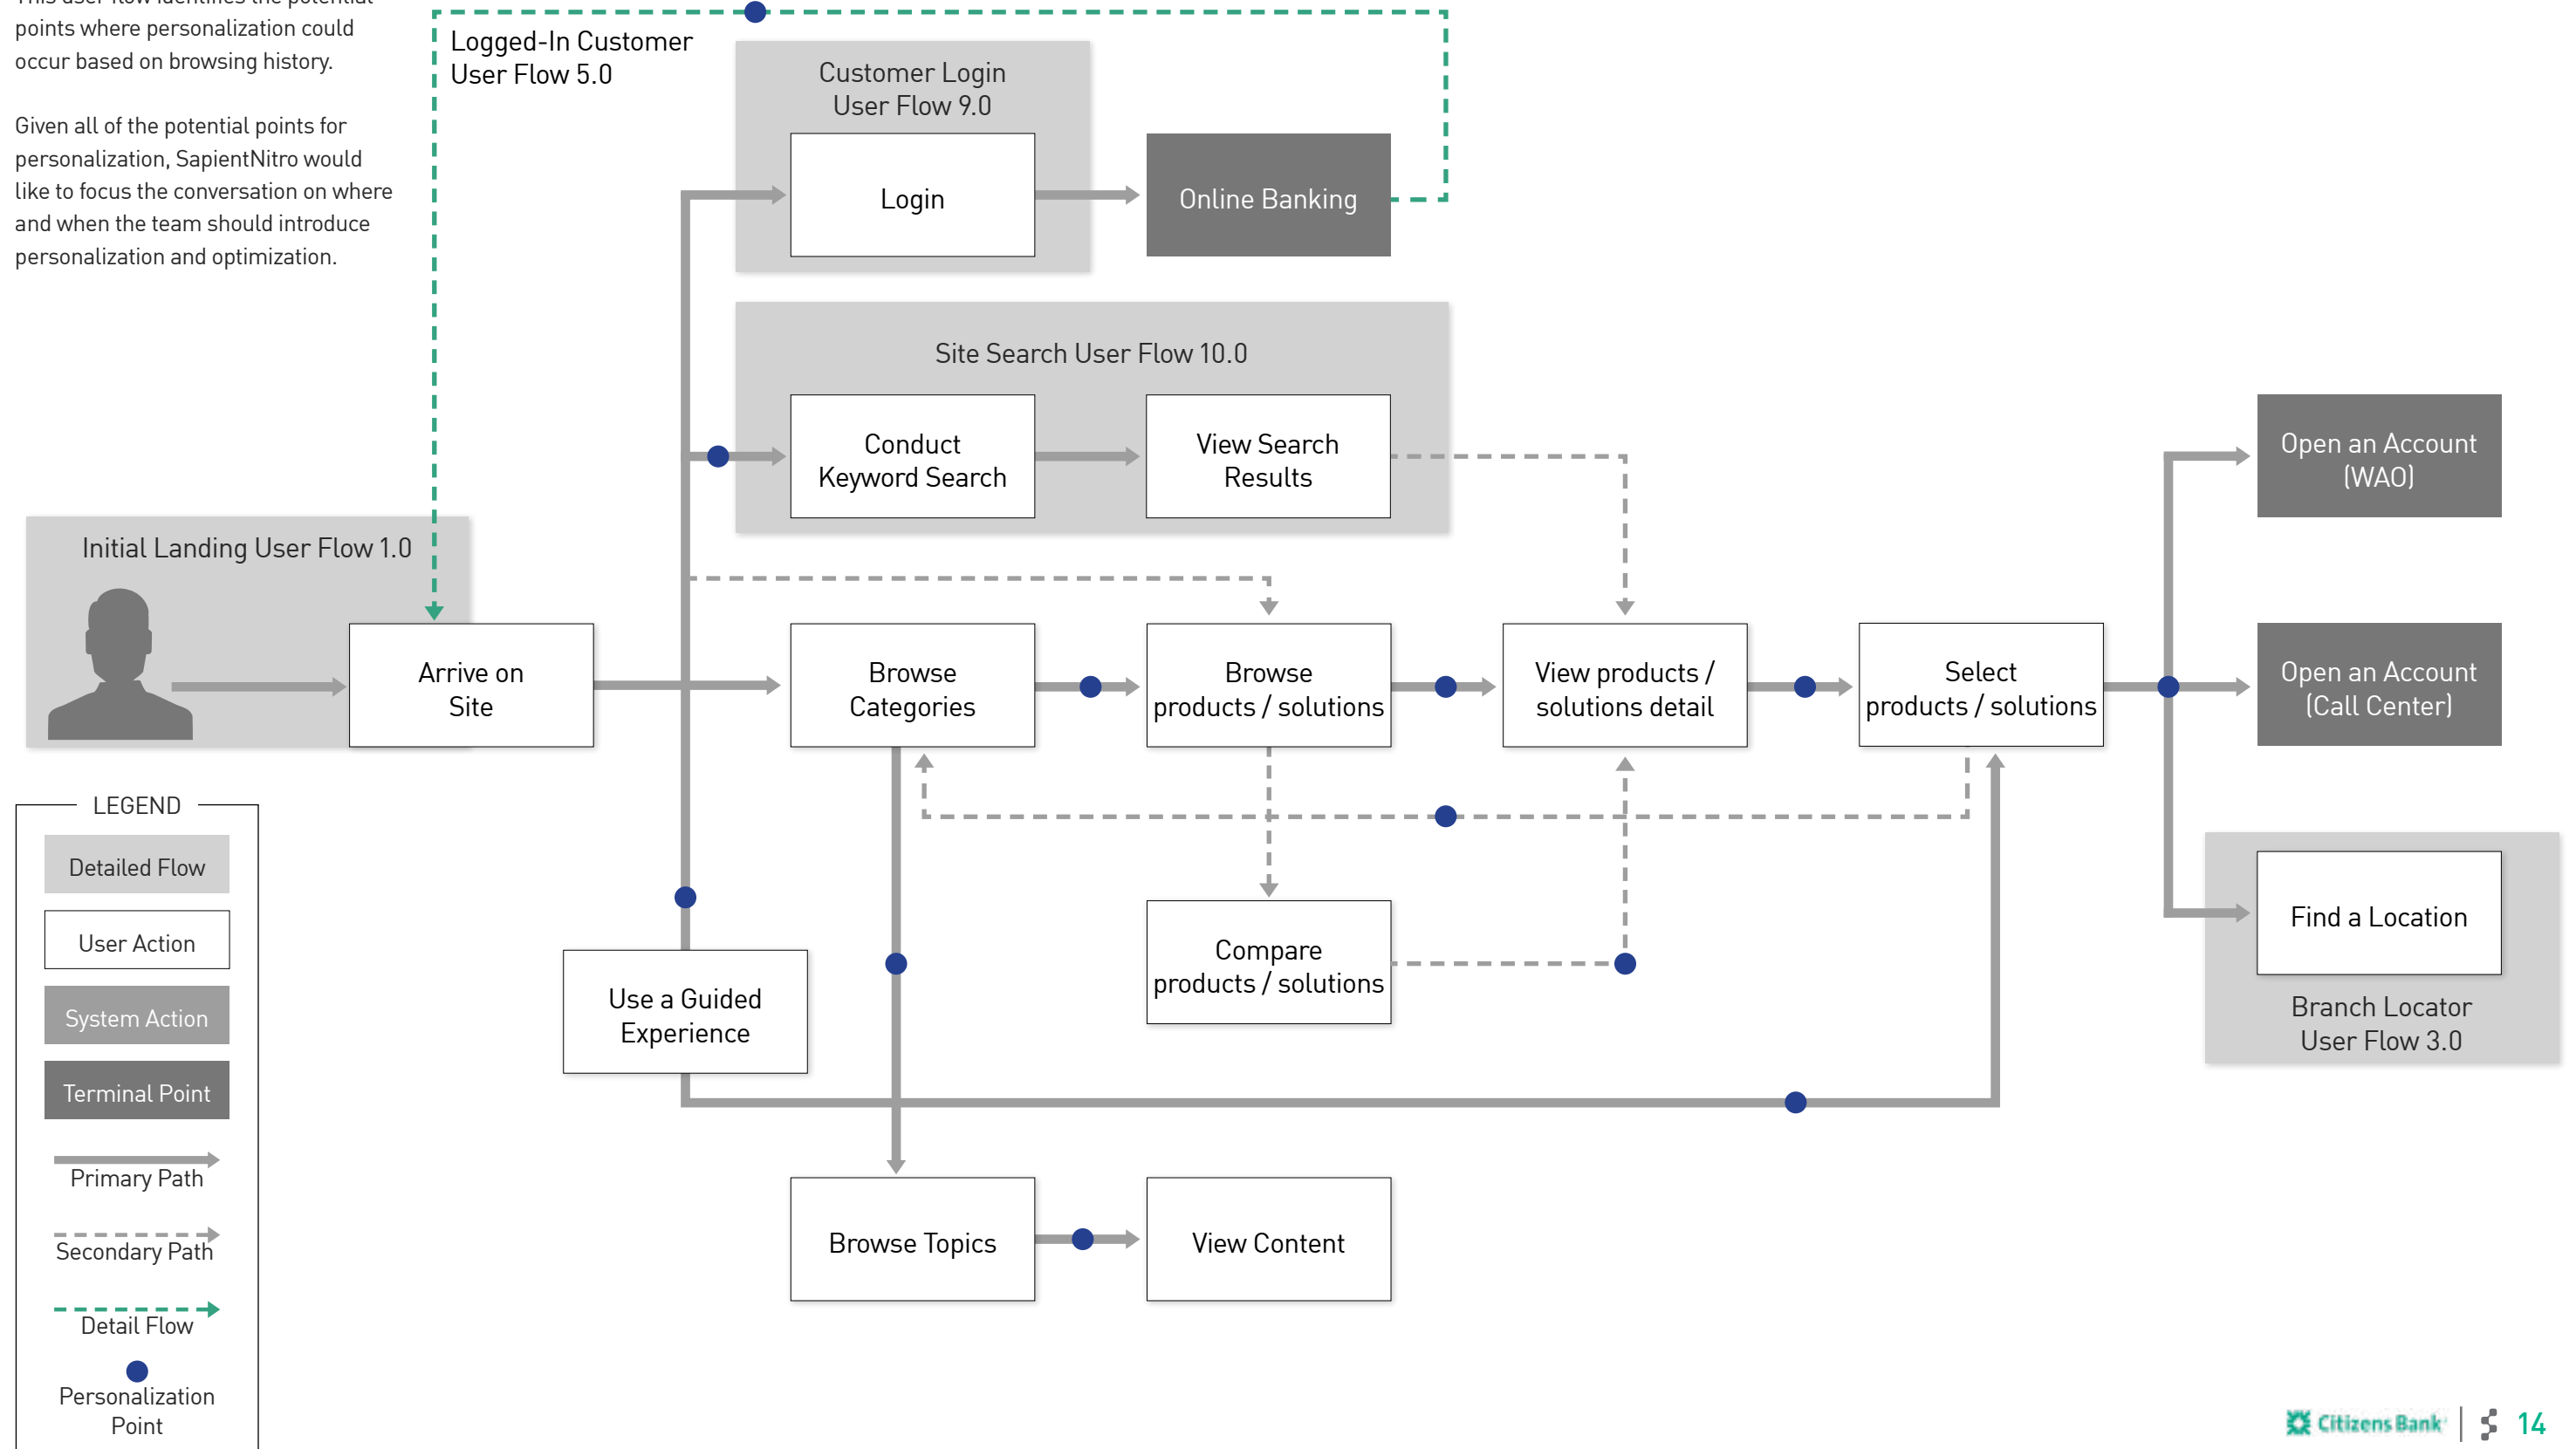 This user flow identifies the potential
points where personalization could
occur based on browsing history.
Given all of the potential points for
personalization, SapientNitro would
like to focus the conversation on where
and when the team should introduce
personalization and optimization.
Logged-In Customer
User Flow 5.0
Customer Login
User Flow 9.0
Login
Online Banking
Site Search User Flow 10.0
Conduct
Keyword Search
View Search
Results
Open an Account
(WAO)
Initial Landing User Flow 1.0
Arrive on
Site
Browse
Categories
Browse
products / solutions
View products /
solutions detail
Select
products / solutions
Open an Account
(Call Center)
Use a Guided
Experience
Compare
products / solutions
Find a Location
Branch Locator
User Flow 3.0
Browse Topics
View Content
LEGEND
Detailed Flow
User Action
System Action
Terminal Point
Primary Path
Secondary Path
Detail Flow
Personalization
Point
Citizens Bank
14